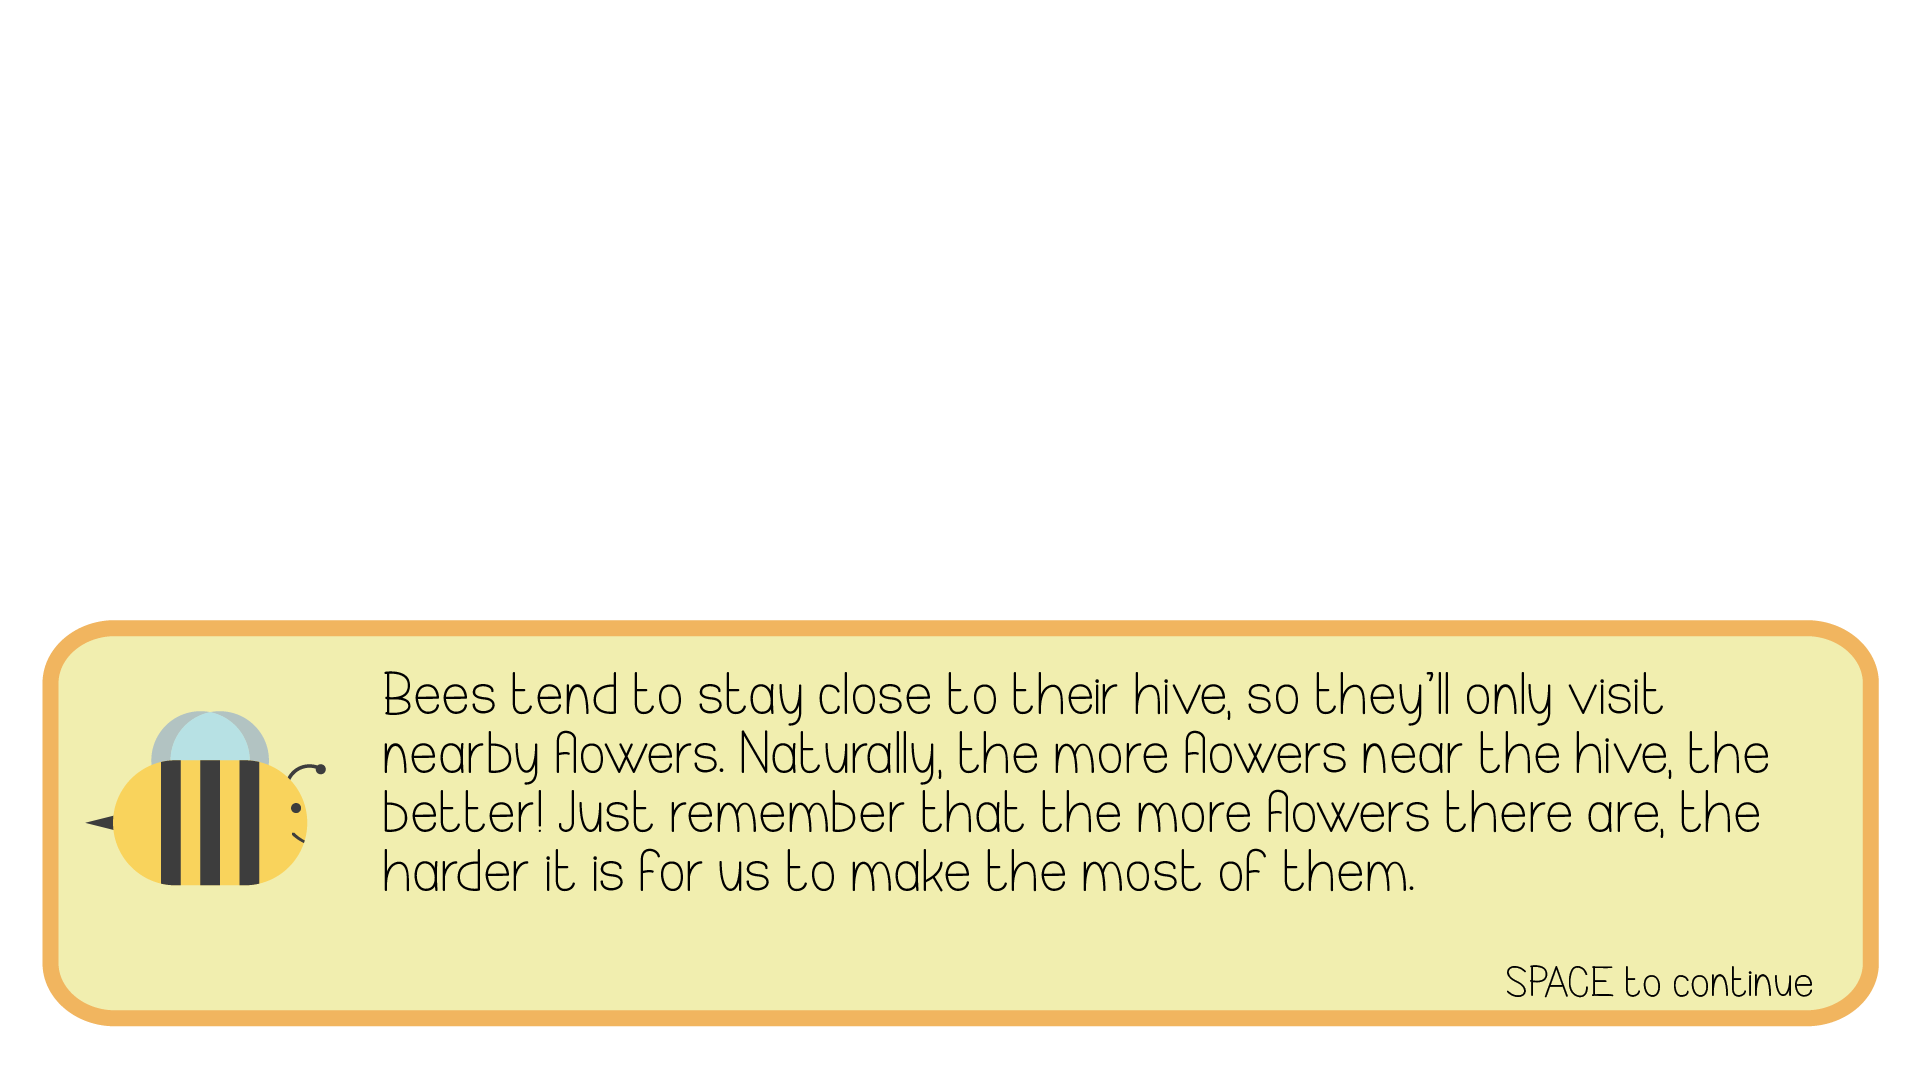 Bees tend to stay close to their hive, so they’ll only visit
nearby flowers. Naturally, the more flowers near the hive, the
better! Just remember that the more flowers there are, the
harder it is for us to make the most of them.
SPACE to continue